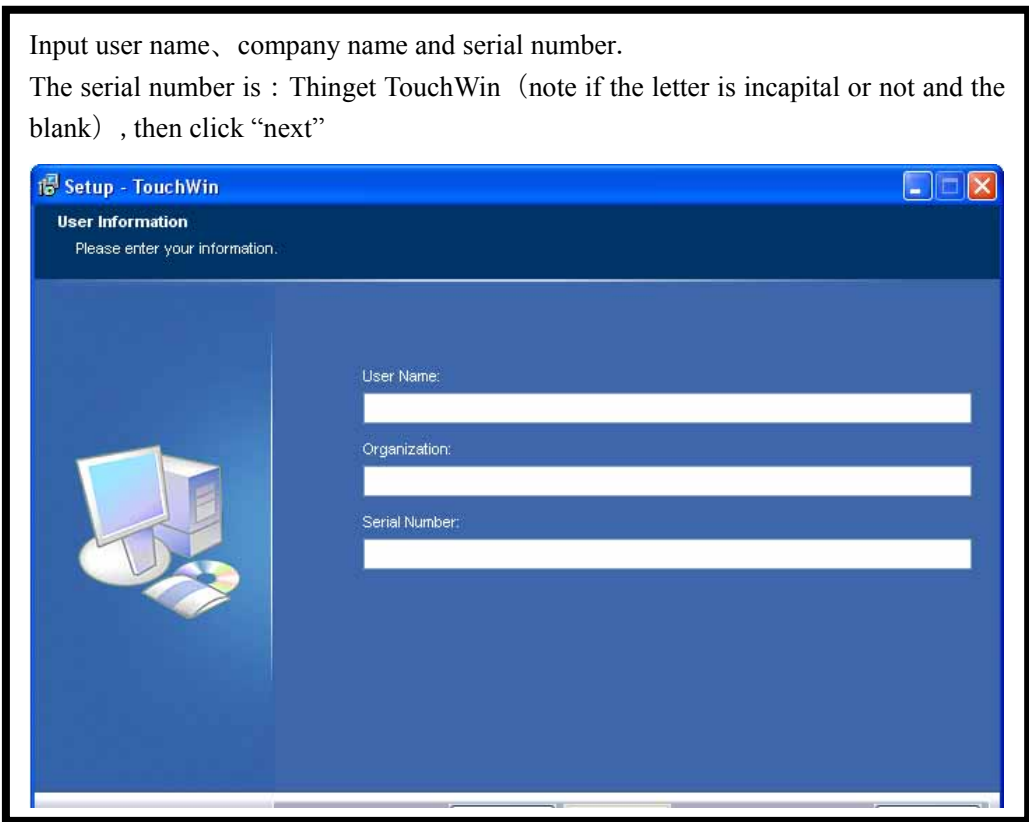 Input user name、company name and serial number.
The serial number is：Thinget TouchWin（note if the letter is incapital or not and the
blank）, then click “next”
Setup - TouchWin
User Information
Please enter your information.
User Name:
Organization:
Serial Number: